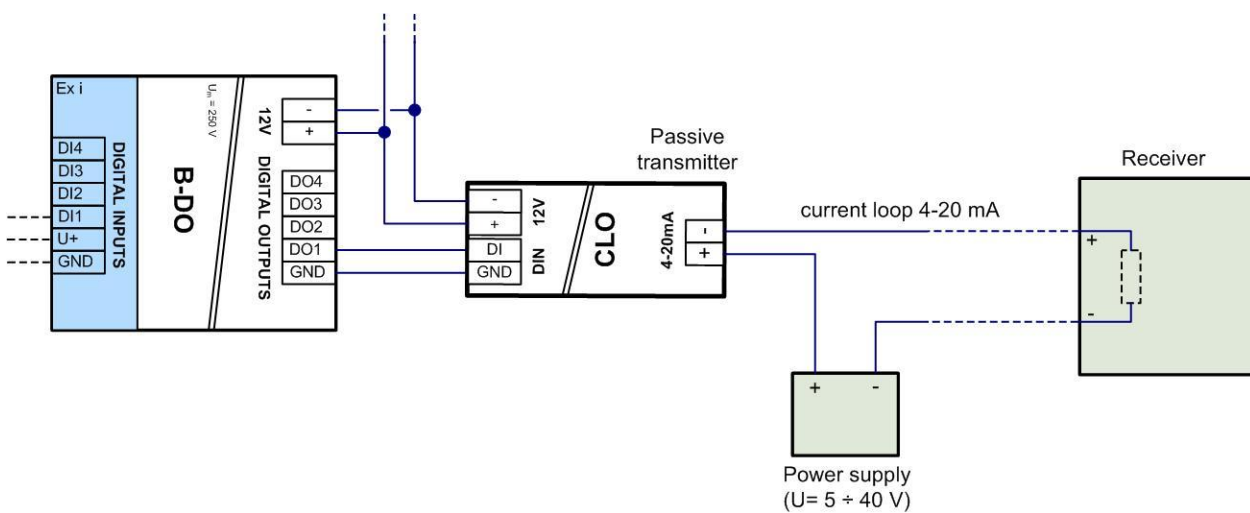 Ex i
DI4
DI3
DI2
DI1
U+
GND
DIGITAL INPUTS
B-DO
Um = 250 V
12V
-
+
DIGITAL OUTPUTS
DO4
DO3
DO2
DO1
GND
Passive
transmitter
-
+
12V
DI
GND
DIN
CLO
4-20mA
-
+
current loop 4-20 mA
Receiver
+
-
+ -
Power supply
(U= 5 ÷ 40 V)